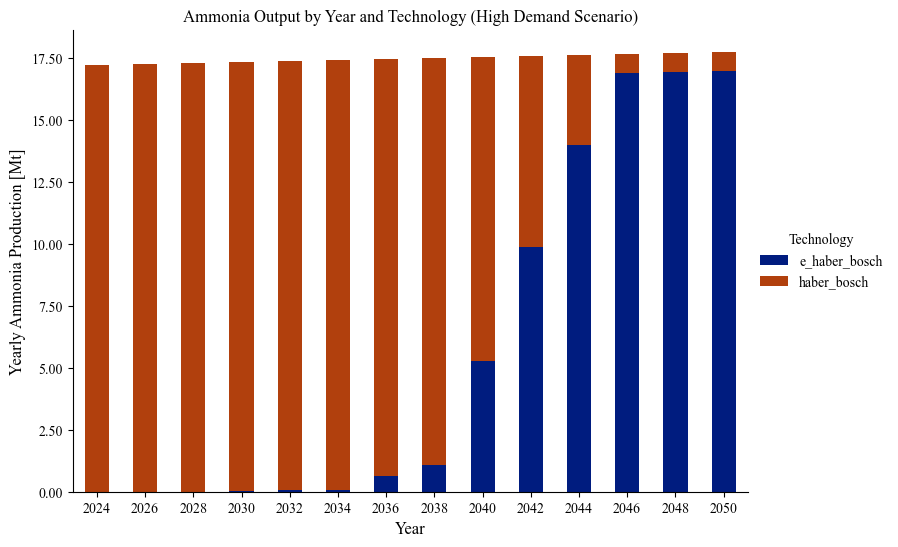 Ammonia Output by Year and Technology (High Demand Scenario)
Yearly Ammonia Production [Mt]
17.50
15.00
12.50
10.00
7.50
5.00
2.50
0.00
2024 2026 2028 2030 2032 2034 2036 2038 2040 2042 2044 2046 2048 2050
Year
Technology
e_haber_bosch
haber_bosch